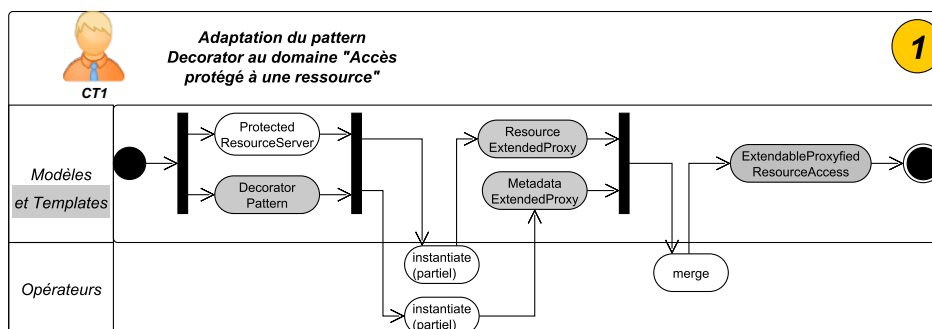 Adaptation du pattern
Decorator au domaine "Accès
protégé à une ressource"
1
CT1
Modèles
et Templates
Protected
ResourceServer
Decorator
Pattern
Resource
ExtendedProxy
Metadata
ExtendedProxy
ExtendableProxyfied
ResourceAccess
Opérateurs
instantiate
(partiel)
instantiate
(partiel)
merge